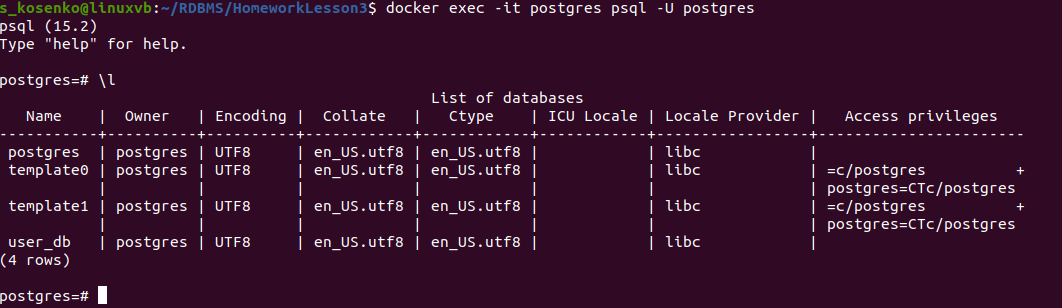 s_kosenko@linuxvb:~/RDBMS/HomeworkLesson3$ docker exec -it postgres psql -U postgres
psql (15.2)
Type "help" for help.
postgres=# \l
                                                List of databases
   Name    |  Owner   | Encoding |  Collate   |   Ctype    | ICU Locale | Locale Provider |   Access privileges
-----------+----------+----------+------------+------------+------------+-----------------+-----------------------
 postgres  | postgres | UTF8     | en_US.utf8 | en_US.utf8 |            | libc            |
 template0 | postgres | UTF8     | en_US.utf8 | en_US.utf8 |            | libc            | =c/postgres          +
           |          |          |            |            |            |                 | postgres=CTc/postgres
 template1 | postgres | UTF8     | en_US.utf8 | en_US.utf8 |            | libc            | =c/postgres          +
           |          |          |            |            |            |                 | postgres=CTc/postgres
 user_db   | postgres | UTF8     | en_US.utf8 | en_US.utf8 |            | libc            |
(4 rows)
postgres=#